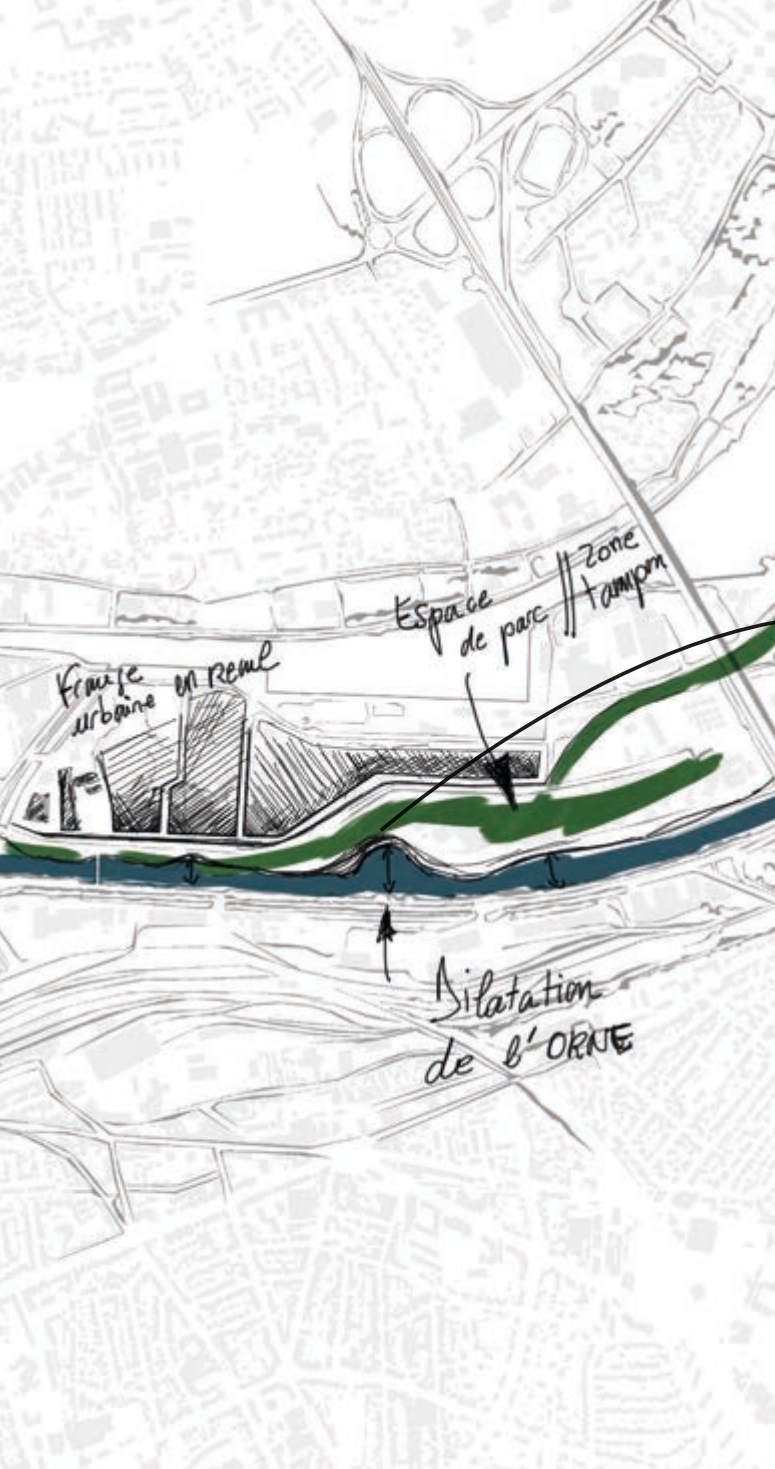 Espace // Zone
de parc // tampon
Frange en recul
urbaine
Dilatation
de l'ORNE